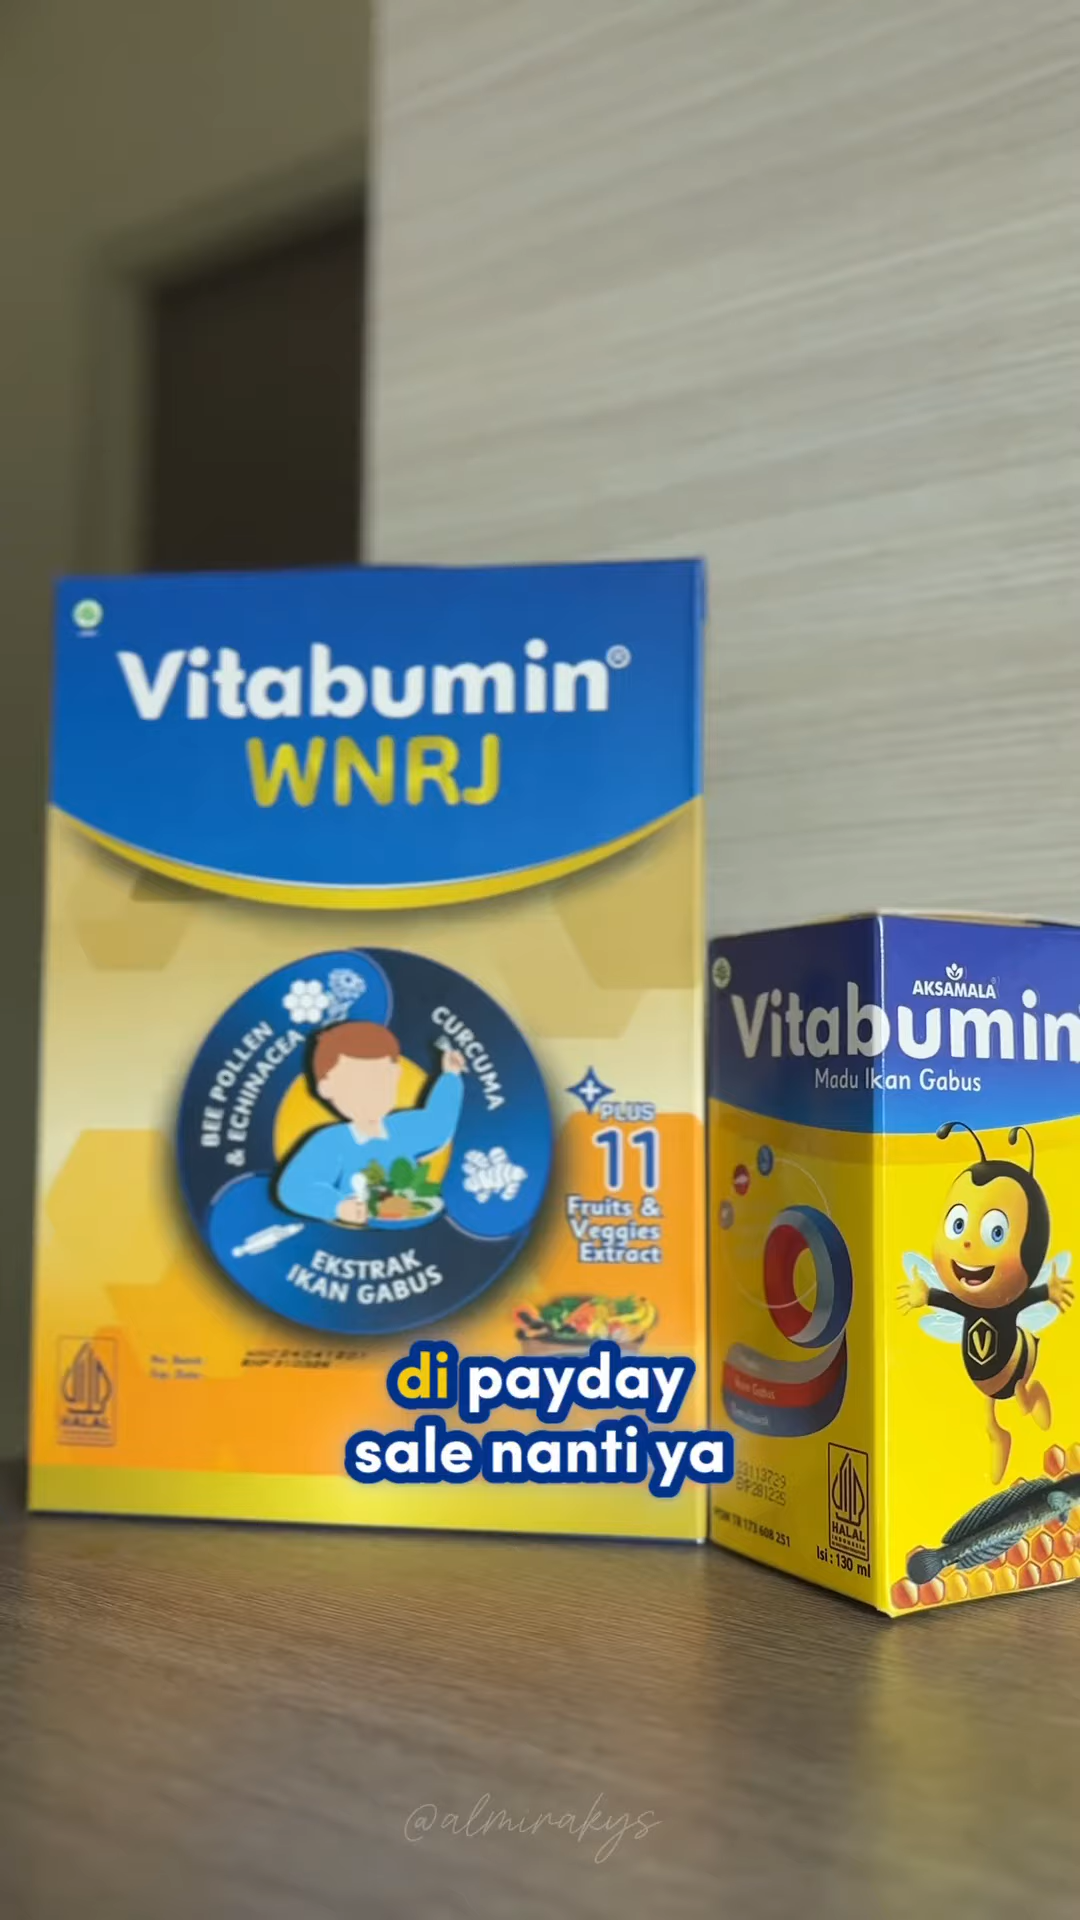 Vitabumin®
WNRJ
BEE POLLEN
& ECHINACEA
CURCUMA
EKSTRAK
IKAN GABUS
PLUS
11
Fruits &
Veggies
Extract
HALAL
AKSAMALA
Vitabumin
Madu Ikan Gabus
HALAL
INDONESIA
Isi : 130 ml
di payday
sale nanti ya
@almirakys